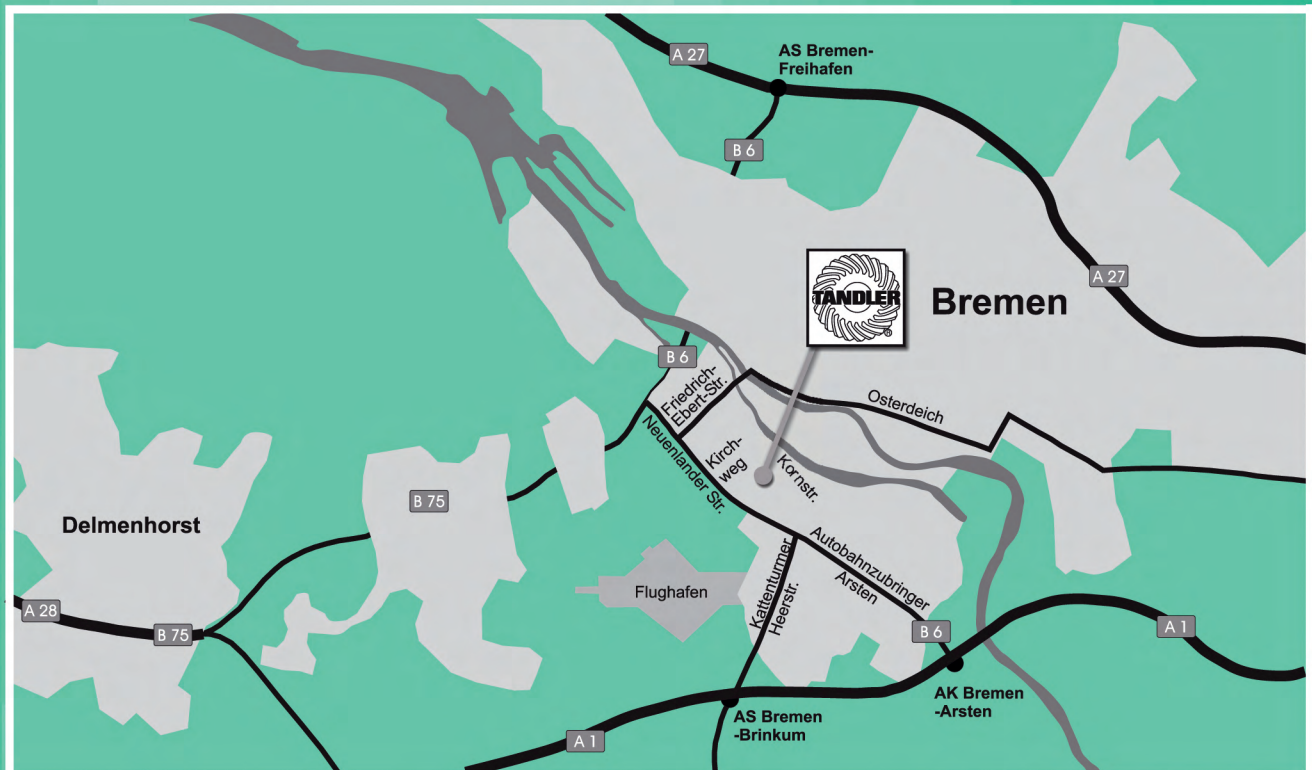 A 27
AS Bremen-
Freihafen
B 6
A 27
TANDLER
®
Bremen
B 6
Friedrich-
Ebert-Str.
Osterdeich
Neuenlander Str.
Kirch-
weg
Kornstr.
B 75
Delmenhorst
Autobahnzubringer
Arsten
Flughafen
Kattenturmer
Heerstr.
A 28
B 75
B 6
A 1
AK Bremen
-Arsten
AS Bremen
-Brinkum
A 1